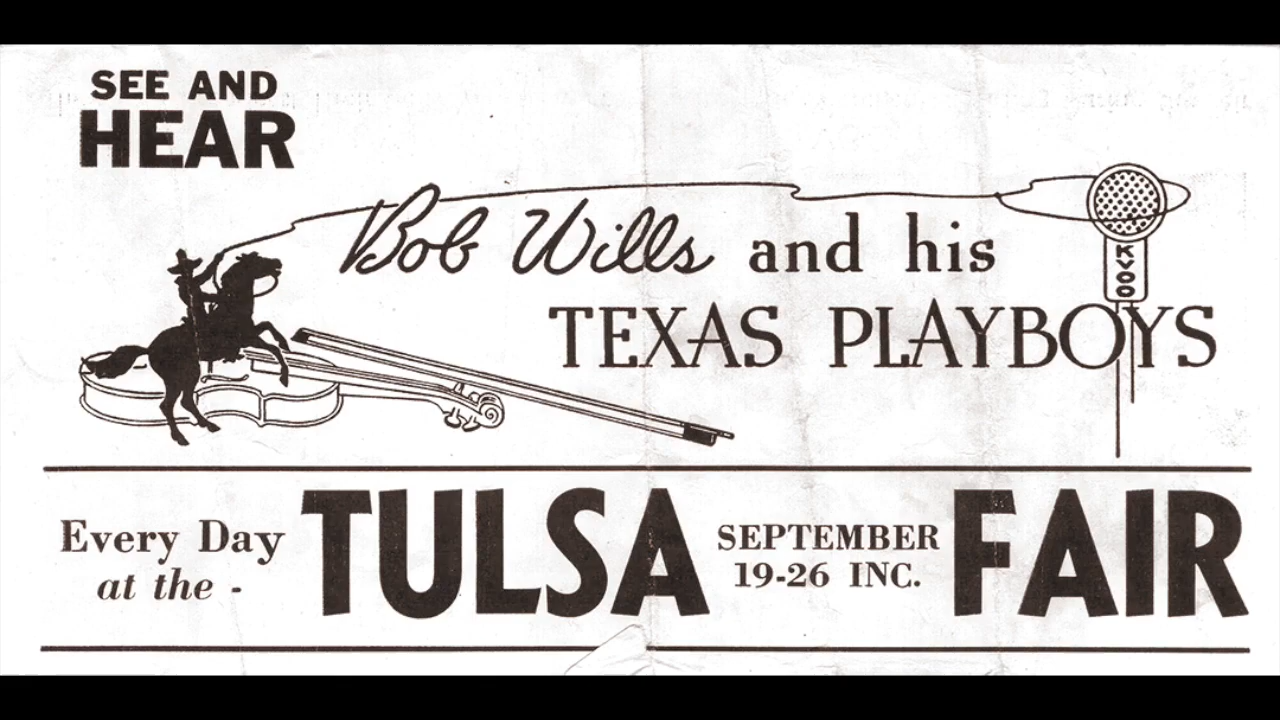 SEE AND
HEAR
Bob Wills and his
TEXAS PLAYBOYS
KVOO
Every Day
at the -
TULSA
SEPTEMBER
19-26 INC.
FAIR